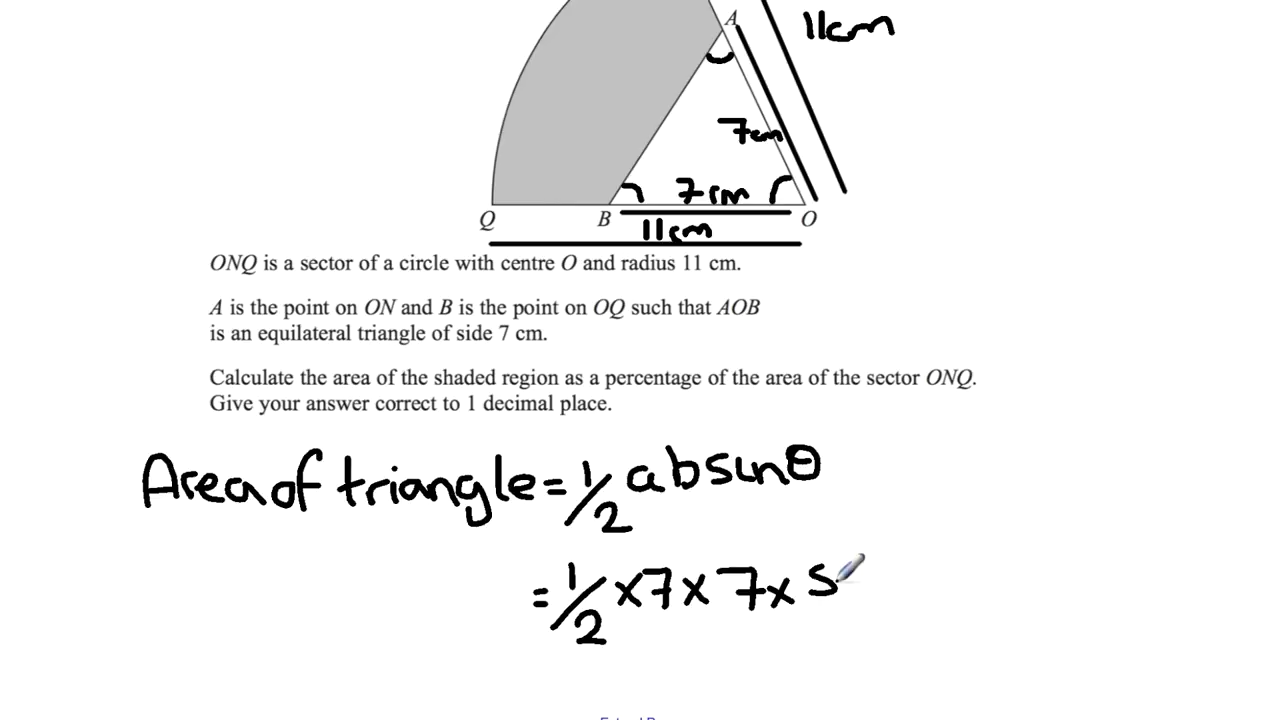 A
11cm
7cm
7cm
Q
B
O
11cm
ONQ is a sector of a circle with centre O and radius 11 cm.
A is the point on ON and B is the point on OQ such that AOB
is an equilateral triangle of side 7 cm.
Calculate the area of the shaded region as a percentage of the area of the sector ONQ.
Give your answer correct to 1 decimal place.
Area of triangle = 1/2 absinθ
= 1/2 × 7 × 7 × s